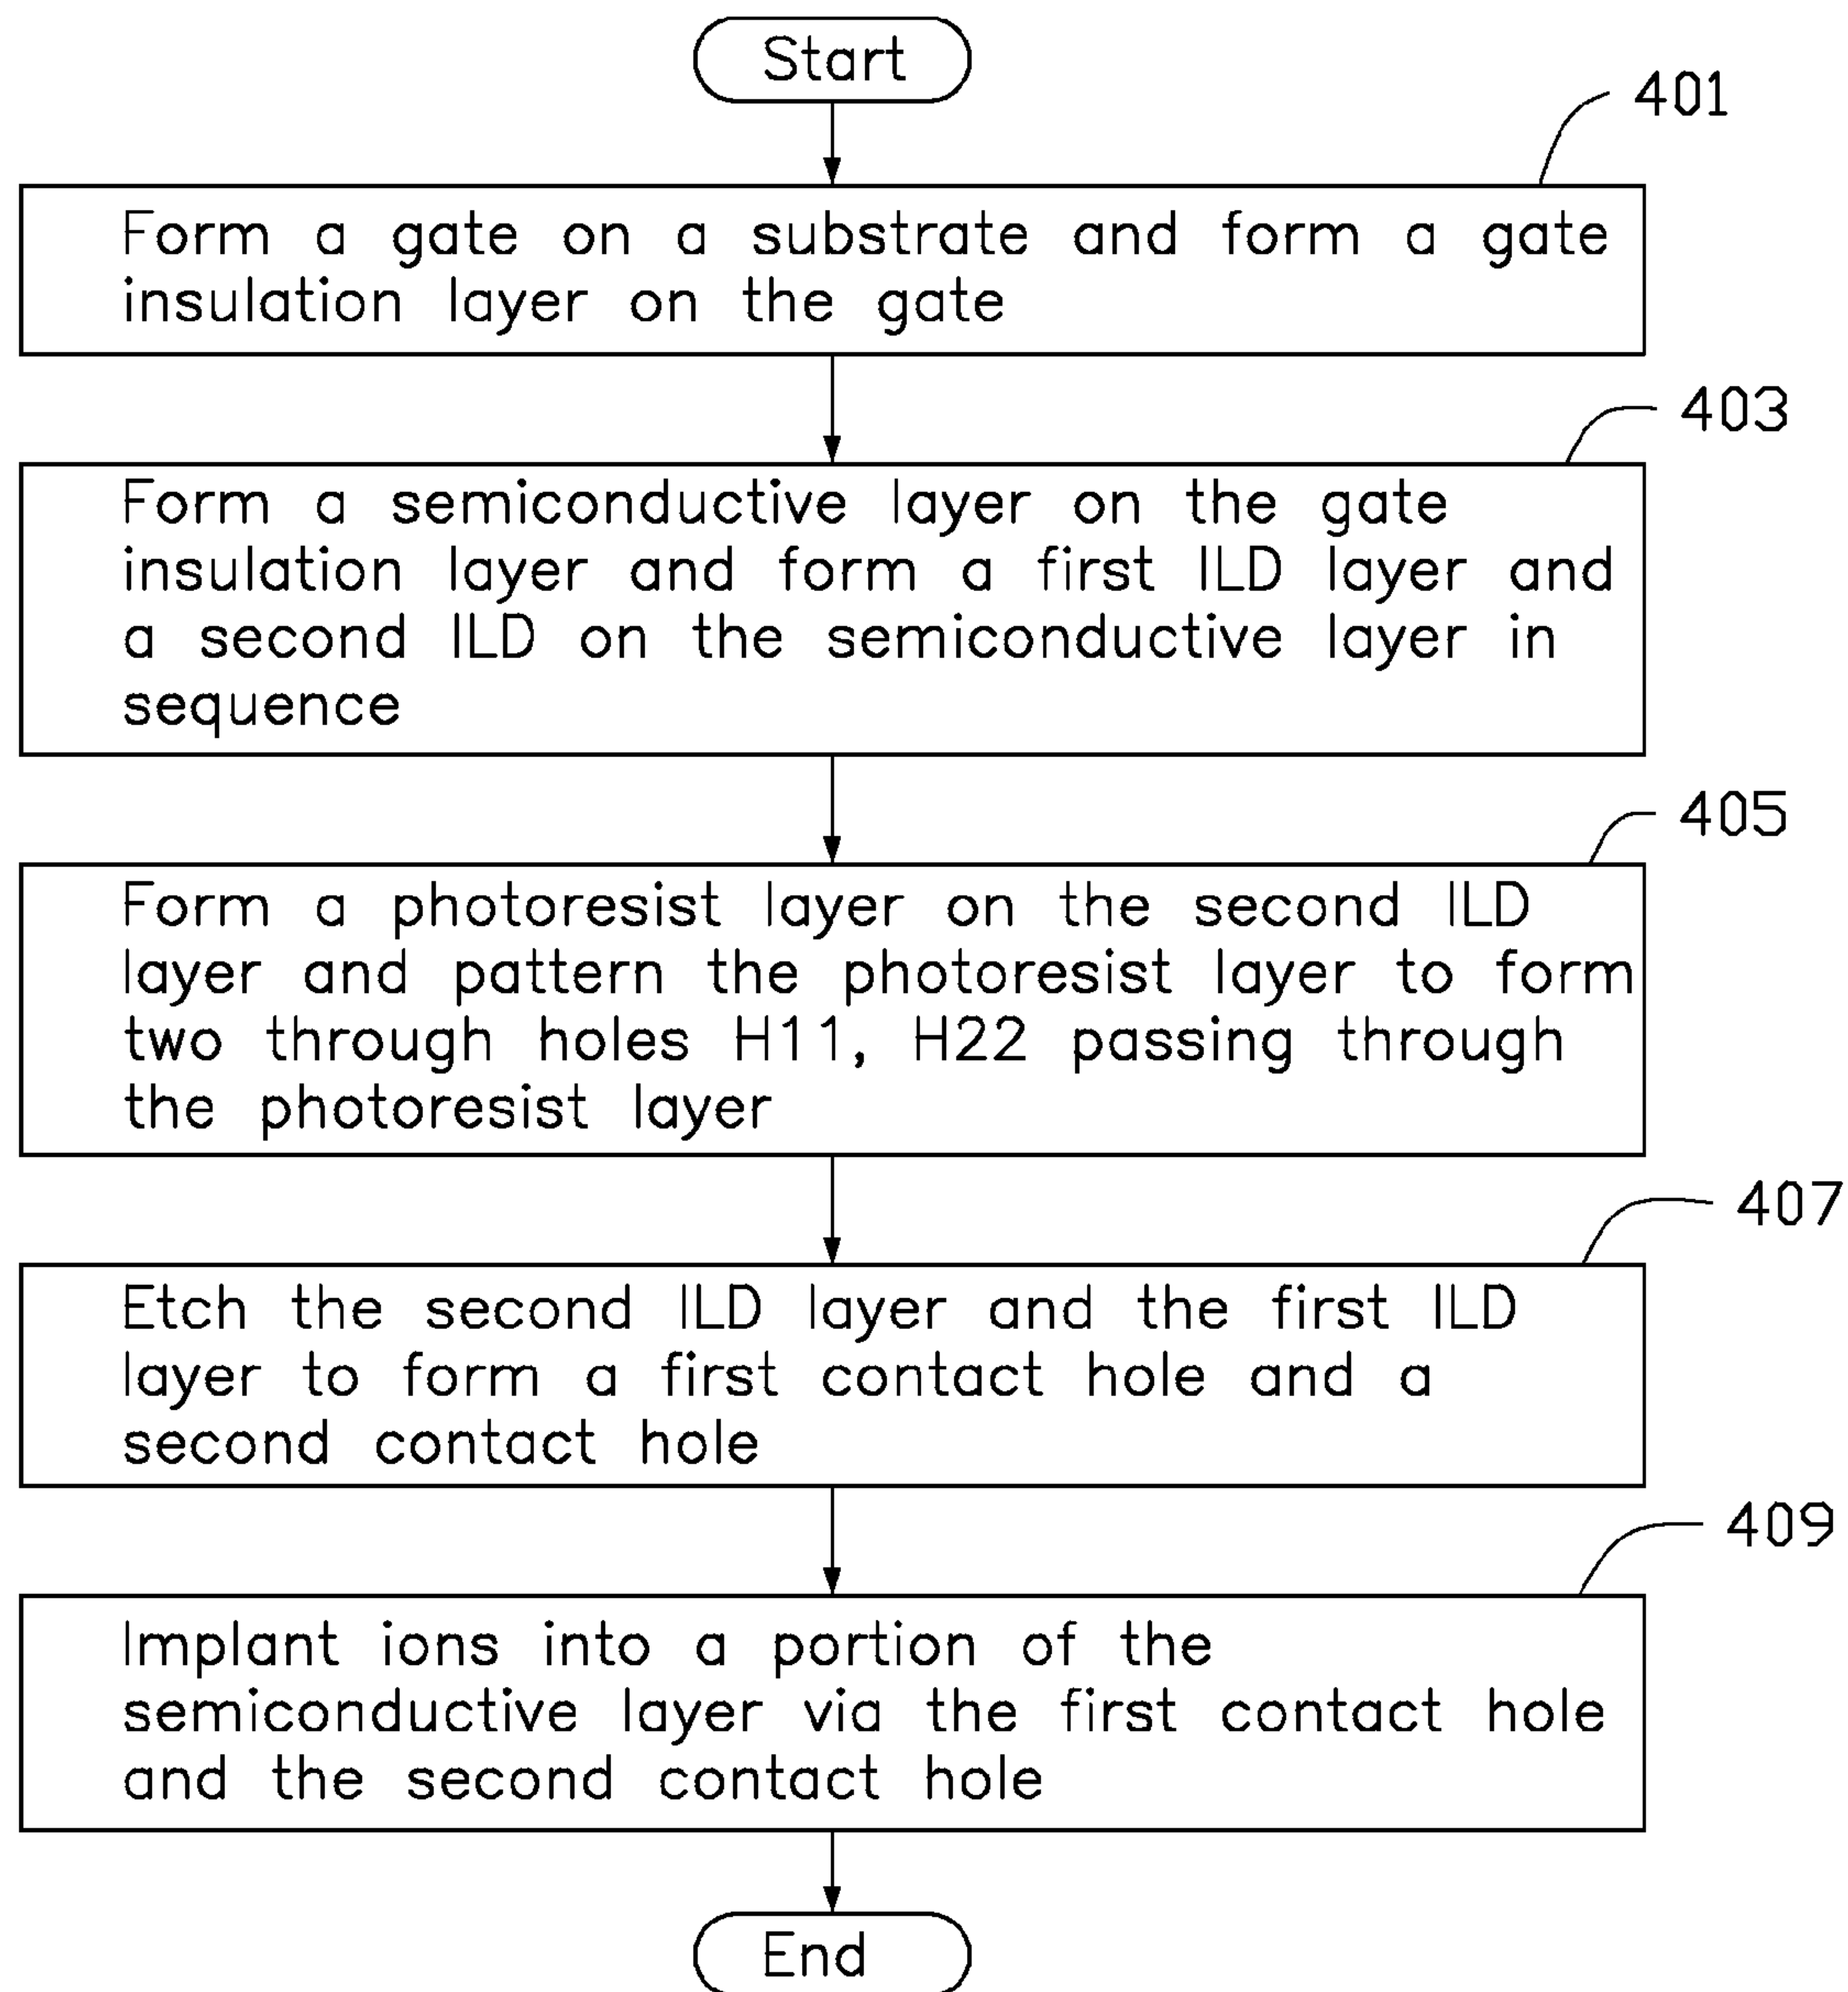 Start
401
Form a gate on a substrate and form a gate
insulation layer on the gate
403
Form a semiconductive layer on the gate
insulation layer and form a first ILD layer and
a second ILD on the semiconductive layer in
sequence
405
Form a photoresist layer on the second ILD
layer and pattern the photoresist layer to form
two through holes H11, H22 passing through
the photoresist layer
407
Etch the second ILD layer and the first ILD
layer to form a first contact hole and a
second contact hole
409
Implant ions into a portion of the
semiconductive layer via the first contact hole
and the second contact hole
End